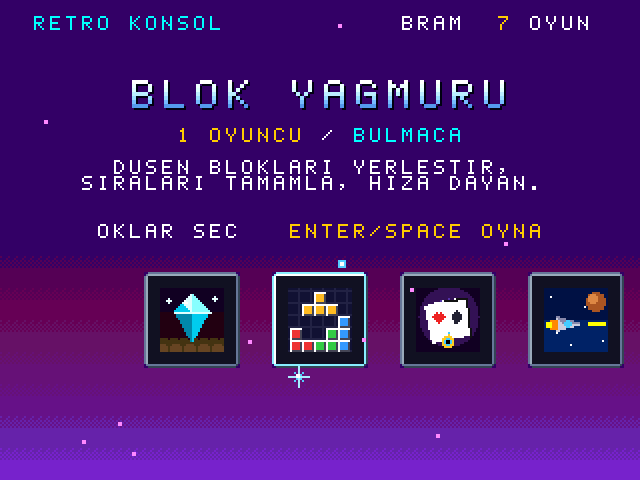 RETRO KONSOL
BRAM 7 OYUN
BLOK YAGMURU
1 OYUNCU / BULMACA
DUSEN BLOKLARI YERLESTIR,
SIRALARI TAMAMLA, HIZA DAYAN.
OKLAR SEC ENTER/SPACE OYNA